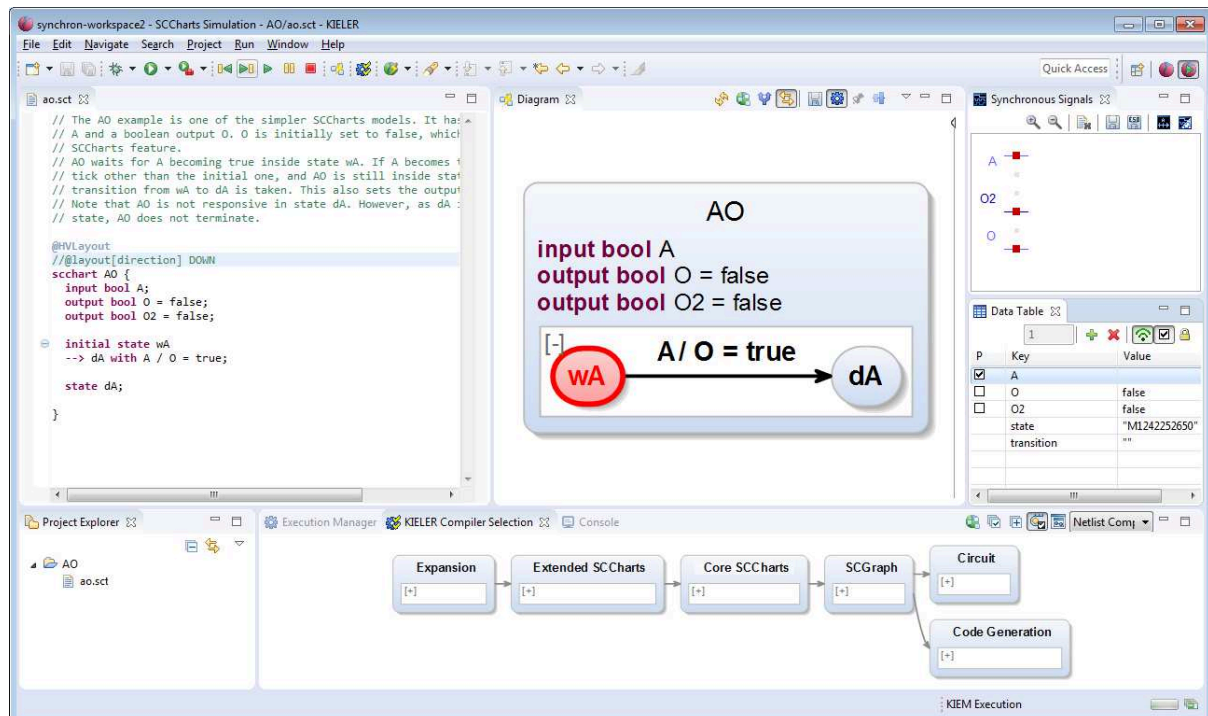 synchron-workspace2 - SCCharts Simulation - AO/ao.sct - KIELER
File Edit Navigate Search Project Run Window Help
Quick Access
ao.sct
// The AO example is one of the simpler SCCharts models. It has
// A and a boolean output O. O is initially set to false, which
// SCCharts feature.
// AO waits for A becoming true inside state wA. If A becomes t
// tick other than the initial one, and AO is still inside stat
// transition from wA to dA is taken. This also sets the output
// Note that AO is not responsive in state dA. However, as dA i
// state, AO does not terminate.
@HVLayout
//@layout[direction] DOWN
scchart AO {
input bool A;
output bool O = false;
output bool O2 = false;
initial state wA
--> dA with A / O = true;
state dA;
}
Diagram
AO
input bool A
output bool O = false
output bool O2 = false
[-]
A / O = true
wA
dA
Synchronous Signals
A
O2
O
Data Table
1
P Key Value
A
O false
O2 false
state "M1242252650"
transition ""
Project Explorer
AO
ao.sct
Execution Manager KIELER Compiler Selection Console
Netlist Comp
Expansion
[+]
Extended SCCharts
[+]
Core SCCharts
[+]
SCGraph
[+]
Circuit
[+]
Code Generation
[+]
KIEM Execution